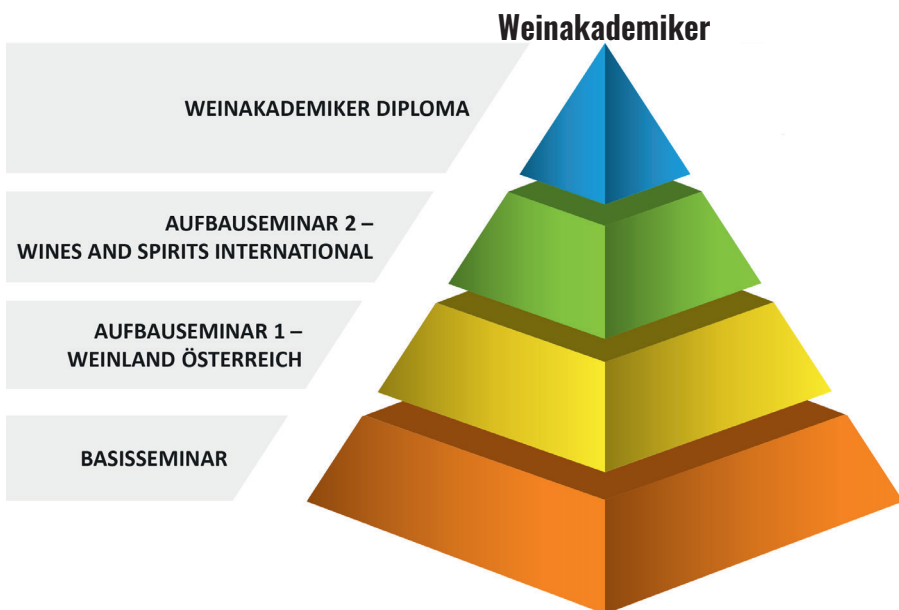 Weinakademiker
WEINAKADEMIKER DIPLOMA
AUFBAUSEMINAR 2 –
WINES AND SPIRITS INTERNATIONAL
AUFBAUSEMINAR 1 –
WEINLAND ÖSTERREICH
BASISSEMINAR